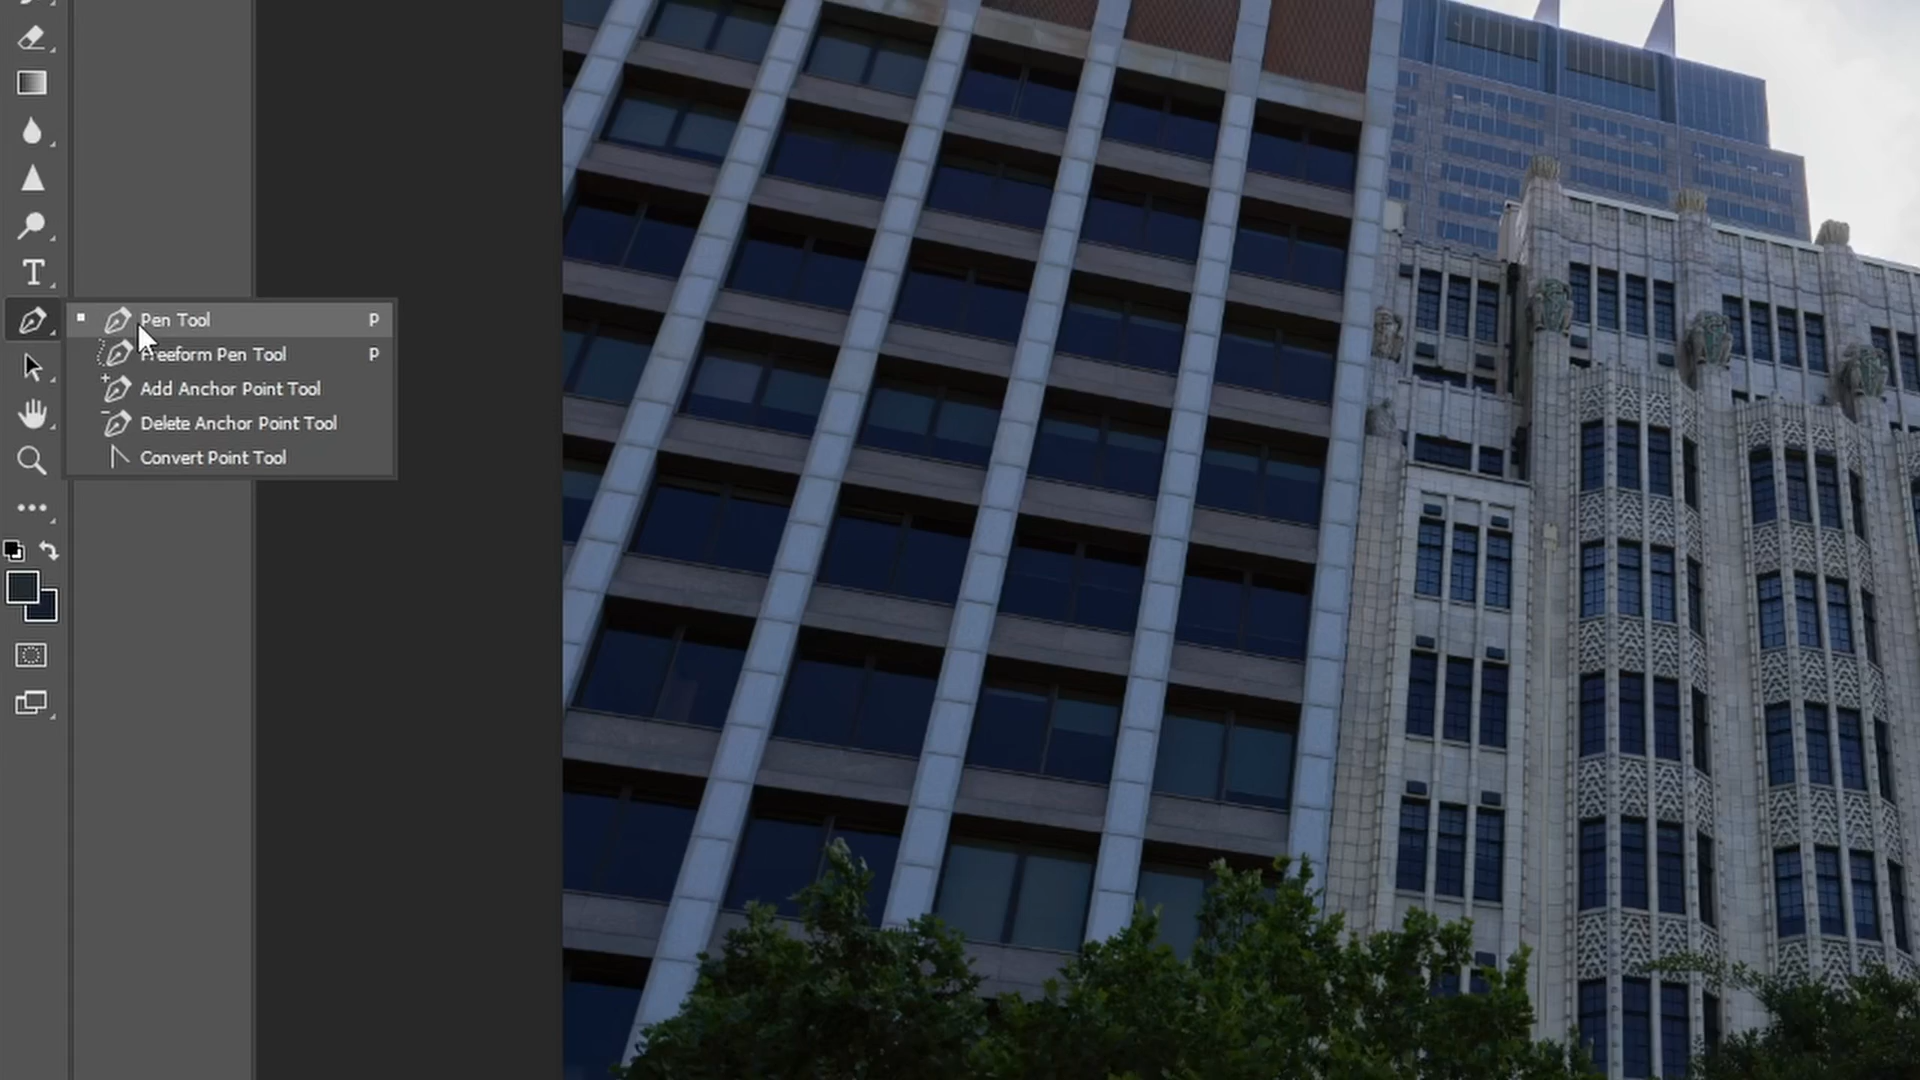 Pen Tool P
Freeform Pen Tool P
Add Anchor Point Tool
Delete Anchor Point Tool
Convert Point Tool